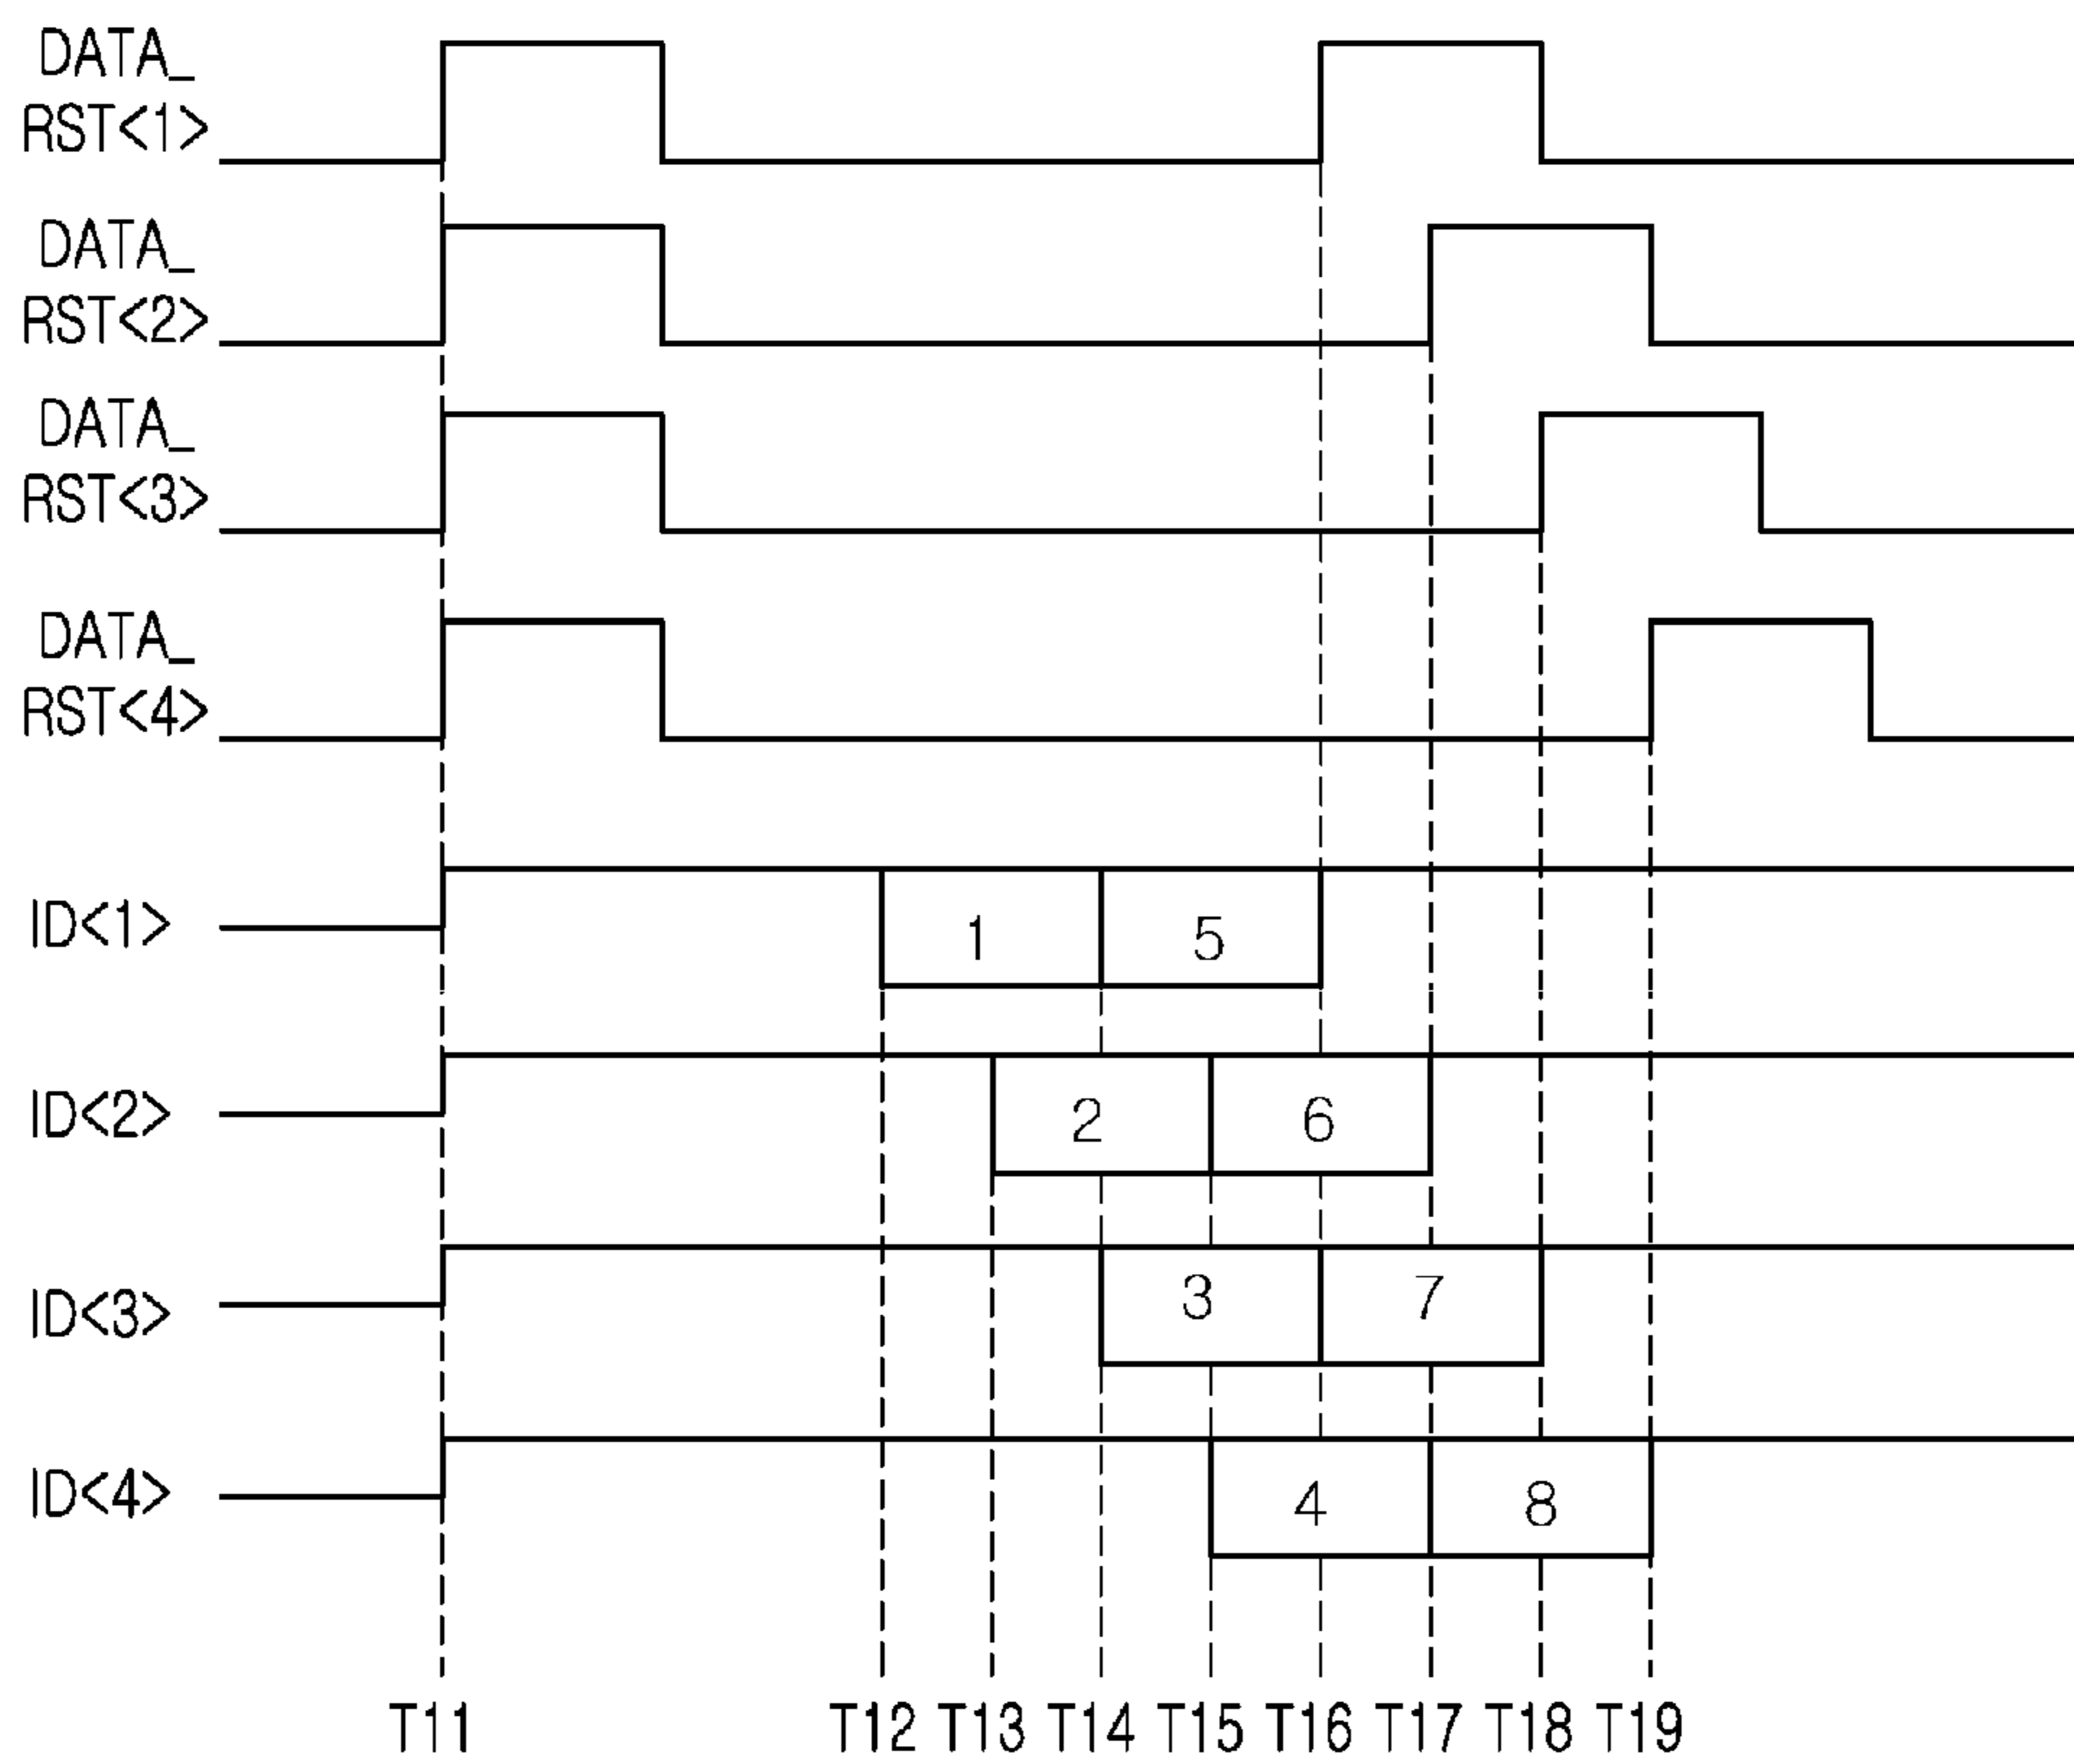 DATA_
RST<1>
DATA_
RST<2>
DATA_
RST<3>
DATA_
RST<4>
ID<1>
1 5
ID<2>
2 6
ID<3>
3 7
ID<4>
4 8
T11 T12 T13 T14 T15 T16 T17 T18 T19